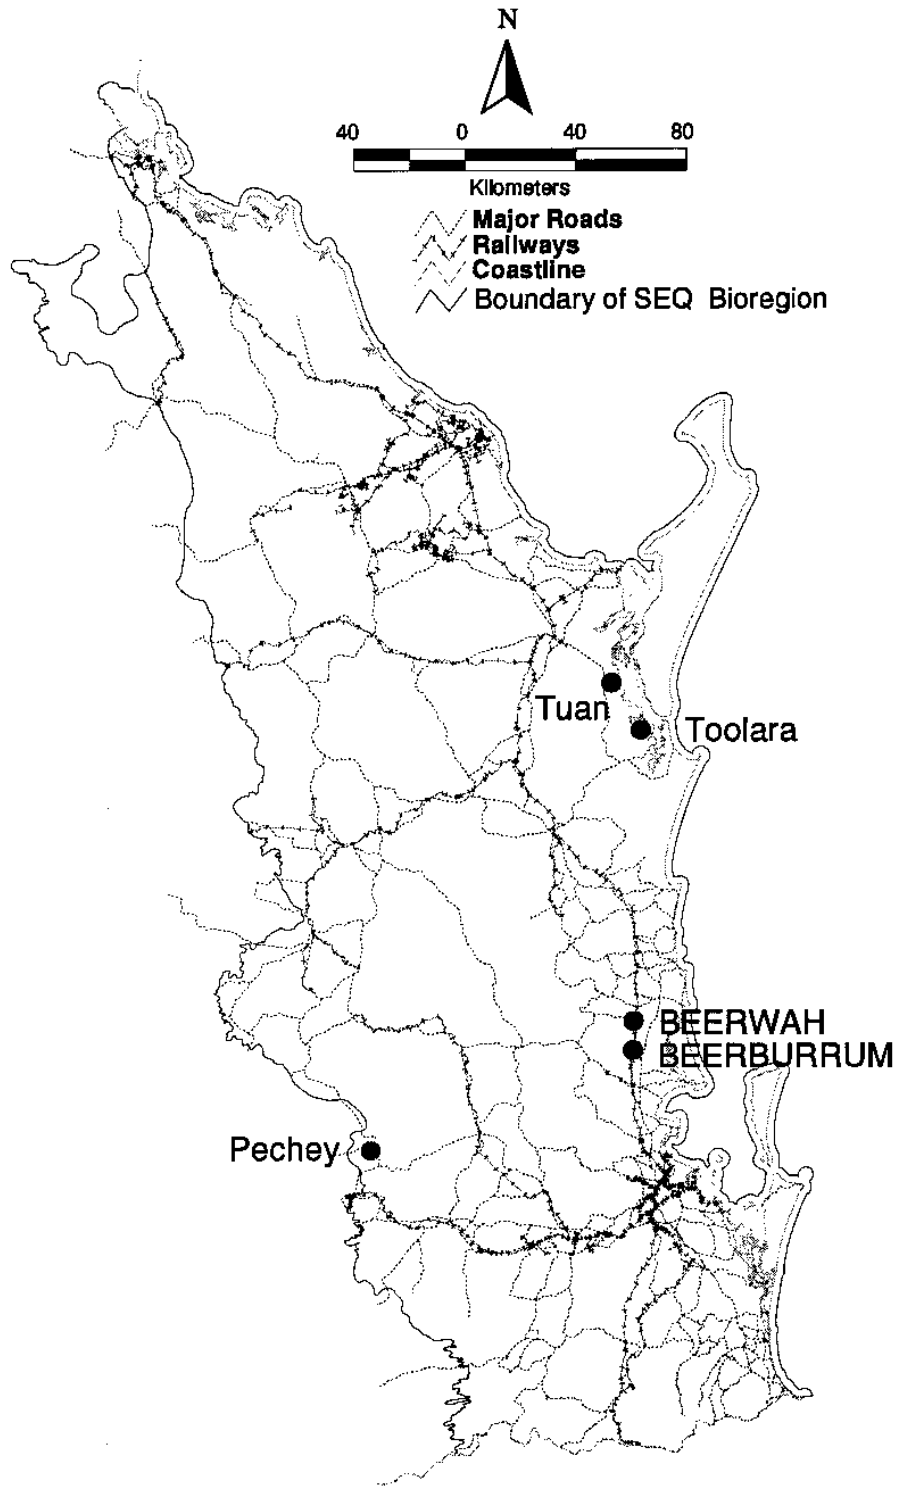 N
40 0 40 80
Kilometers
Major Roads
Railways
Coastline
Boundary of SEQ Bioregion
Tuan
Toolara
BEERWAH
BEERBURRUM
Pechey